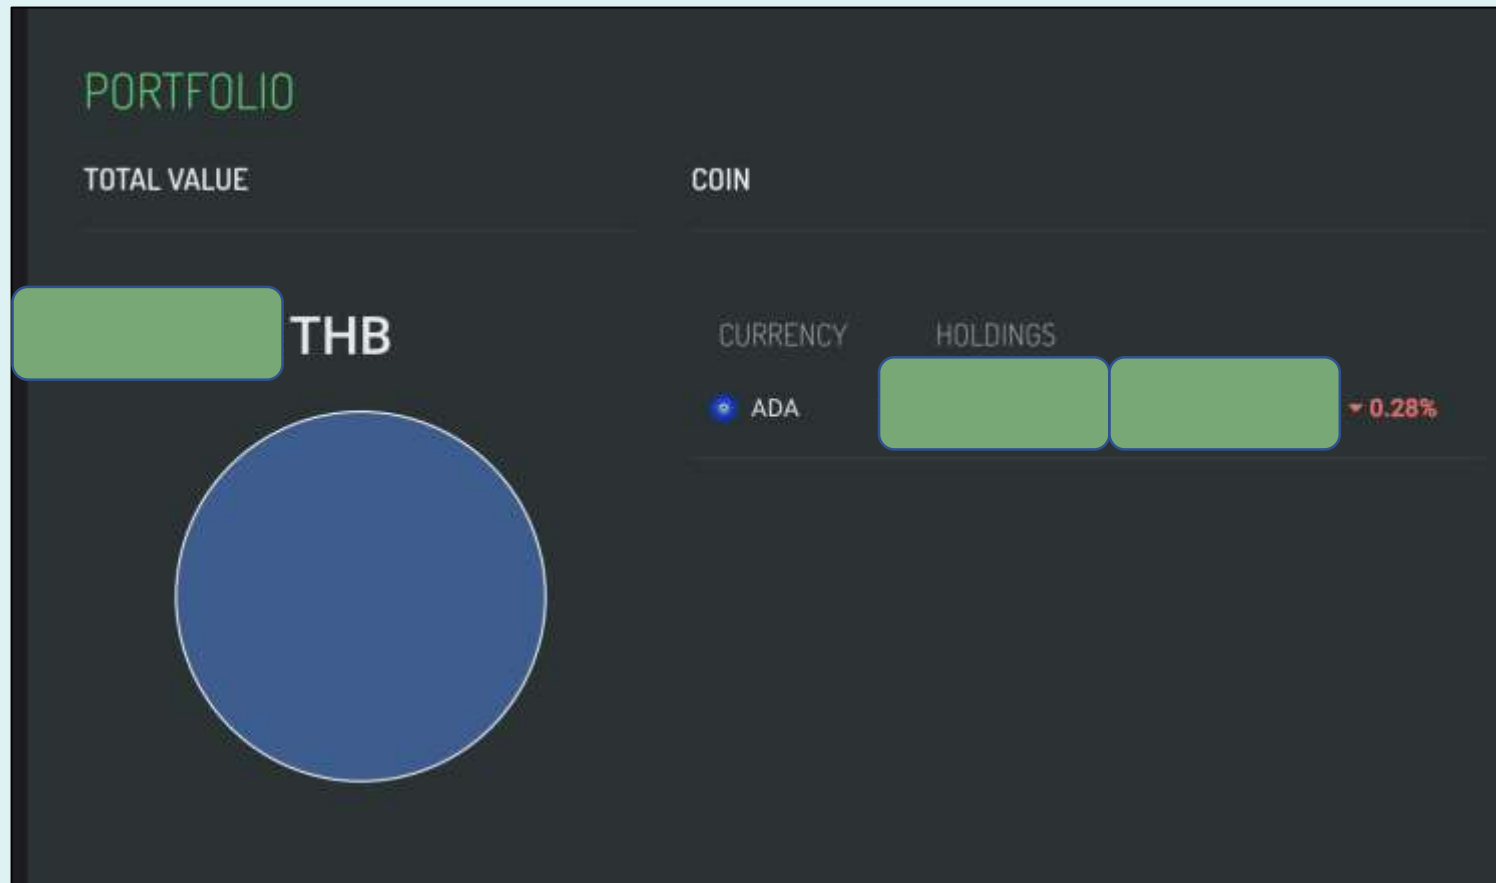 PORTFOLIO
TOTAL VALUE
COIN
THB
CURRENCY HOLDINGS
ADA 0.28%